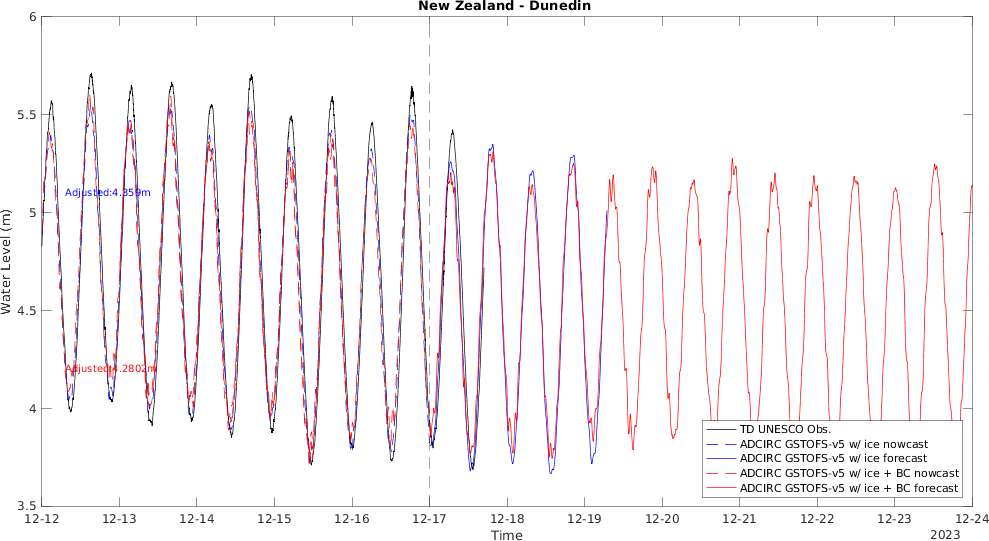 New Zealand - Dunedin
6
5.5
5
4.5
4
3.5
Water Level (m)
Adjusted:4.359m
Adjusted:4.2802m
TD UNESCO Obs.
ADCIRC GSTOFS-v5 w/ ice nowcast
ADCIRC GSTOFS-v5 w/ ice forecast
ADCIRC GSTOFS-v5 w/ ice + BC nowcast
ADCIRC GSTOFS-v5 w/ ice + BC forecast
12-12 12-13 12-14 12-15 12-16 12-17 12-18 12-19 12-20 12-21 12-22 12-23 12-24
Time
2023